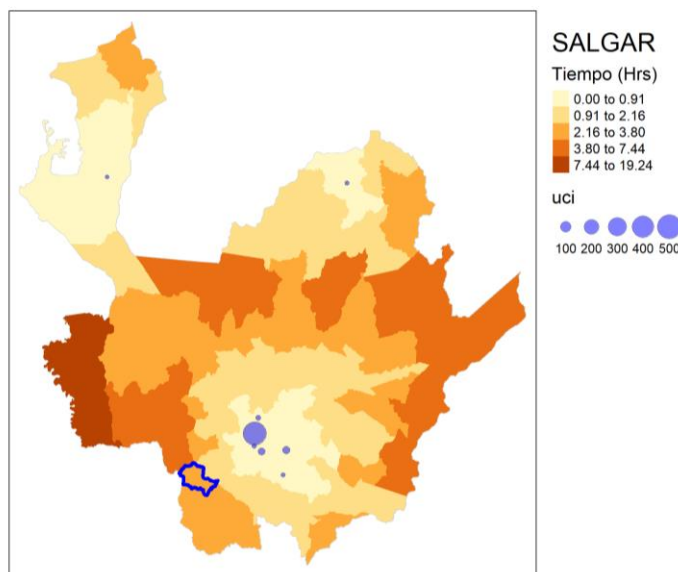 SALGAR
Tiempo (Hrs)
0.00 to 0.91
0.91 to 2.16
2.16 to 3.80
3.80 to 7.44
7.44 to 19.24
uci
100 200 300 400 500